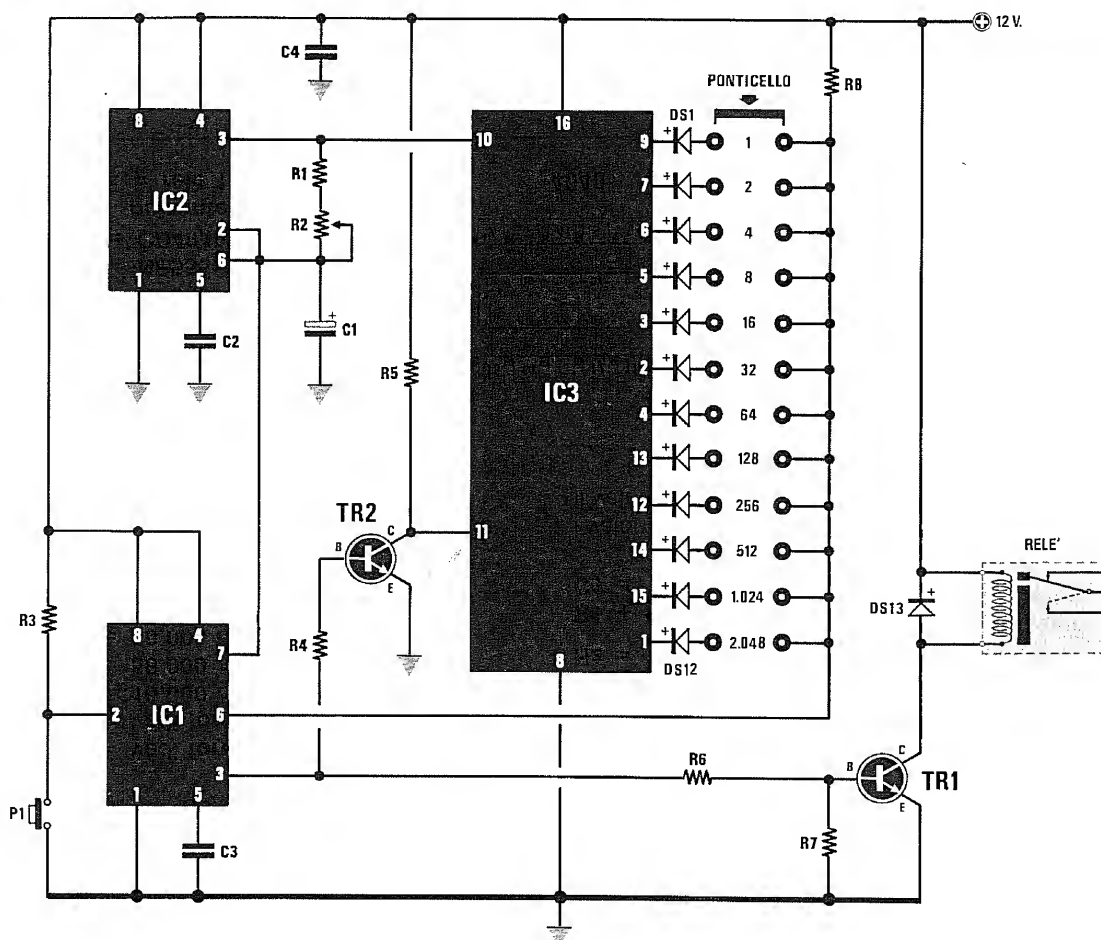 12 V.
C4
R8
PONTICELLO
DS1
8
4
16
3
10
9
1
R1
IC2
7
2
2
R2
6
4
6
5
8
1
5
C1
3
16
C2
R5
IC3
2
32
4
64
13
128
TR2
12
256
C
11
B
14
512
RELE'
E
15
1.024
DS13
R3
8
4
R4
1
2.048
7
8
DS12
2
IC1
6
C
R6
B
TR1
3
E
P1
1
5
R7
C3